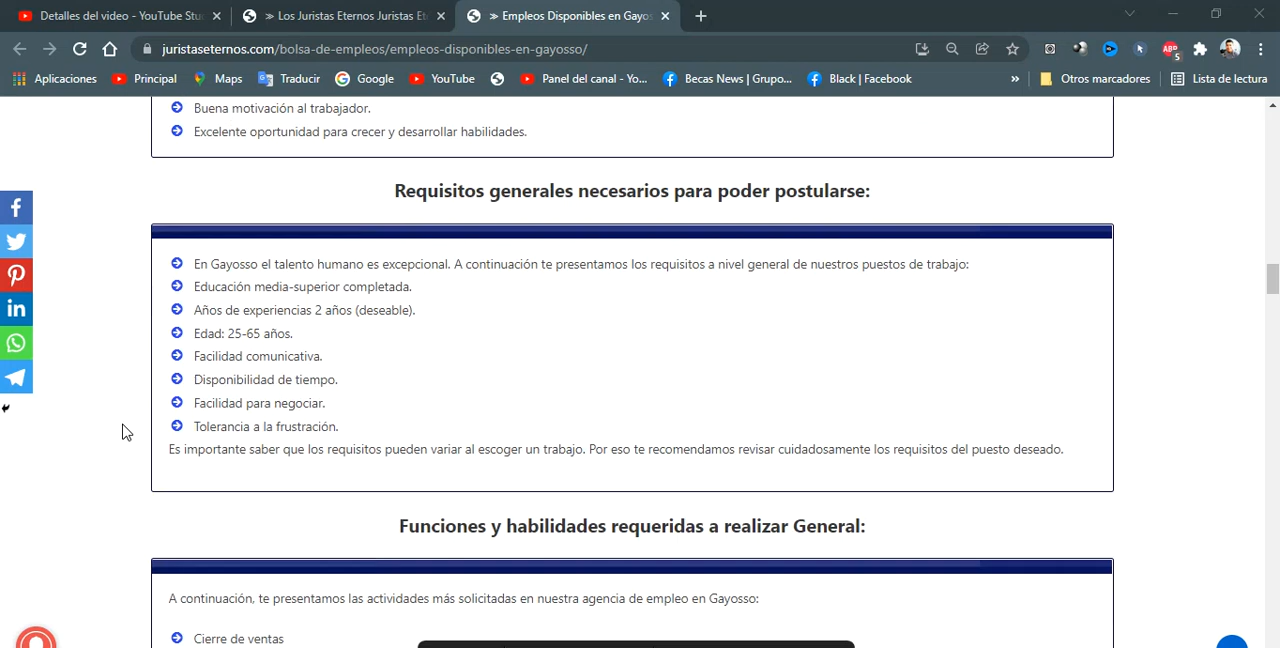 Detalles del video - YouTube Stu
≫ Los Juristas Eternos Juristas Et
≫ Empleos Disponibles en Gayos
juristaseternos.com/bolsa-de-empleos/empleos-disponibles-en-gayosso/
ABP
5
Aplicaciones
Principal
Maps
Traducir
Google
YouTube
Panel del canal - Yo...
Becas News | Grupo...
Black | Facebook
»
Otros marcadores
Lista de lectura
Buena motivación al trabajador.
Excelente oportunidad para crecer y desarrollar habilidades.
Requisitos generales necesarios para poder postularse:
En Gayosso el talento humano es excepcional. A continuación te presentamos los requisitos a nivel general de nuestros puestos de trabajo:
Educación media-superior completada.
Años de experiencias 2 años (deseable).
Edad: 25-65 años.
Facilidad comunicativa.
Disponibilidad de tiempo.
Facilidad para negociar.
Tolerancia a la frustración.
Es importante saber que los requisitos pueden variar al escoger un trabajo. Por eso te recomendamos revisar cuidadosamente los requisitos del puesto deseado.
Funciones y habilidades requeridas a realizar General:
A continuación, te presentamos las actividades más solicitadas en nuestra agencia de empleo en Gayosso:
Cierre de ventas